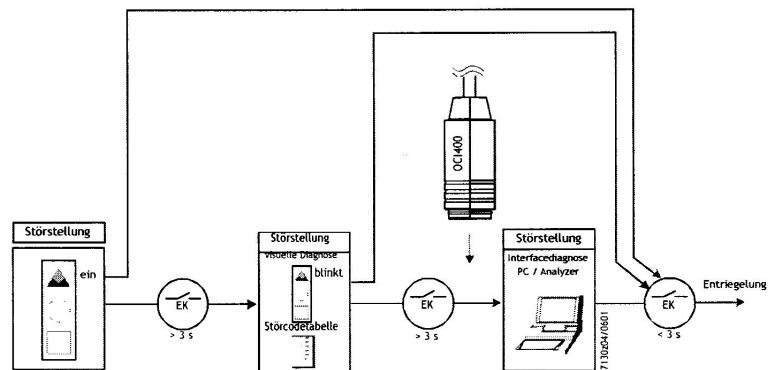 OCI400
Störstellung
ein
EK
> 3 s
Störstellung
visuelle Diagnose
blinkt
Störcodetabelle
EK
> 3 s
Störstellung
Interfacediagnose
PC / Analyzer
7130z04/0601
EK
< 3 s
Entriegelung